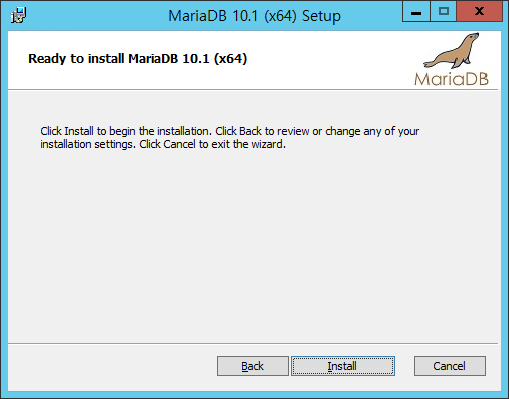 MariaDB 10.1 (x64) Setup
Ready to install MariaDB 10.1 (x64)
MariaDB
Click Install to begin the installation. Click Back to review or change any of your
installation settings. Click Cancel to exit the wizard.
Back
Install
Cancel